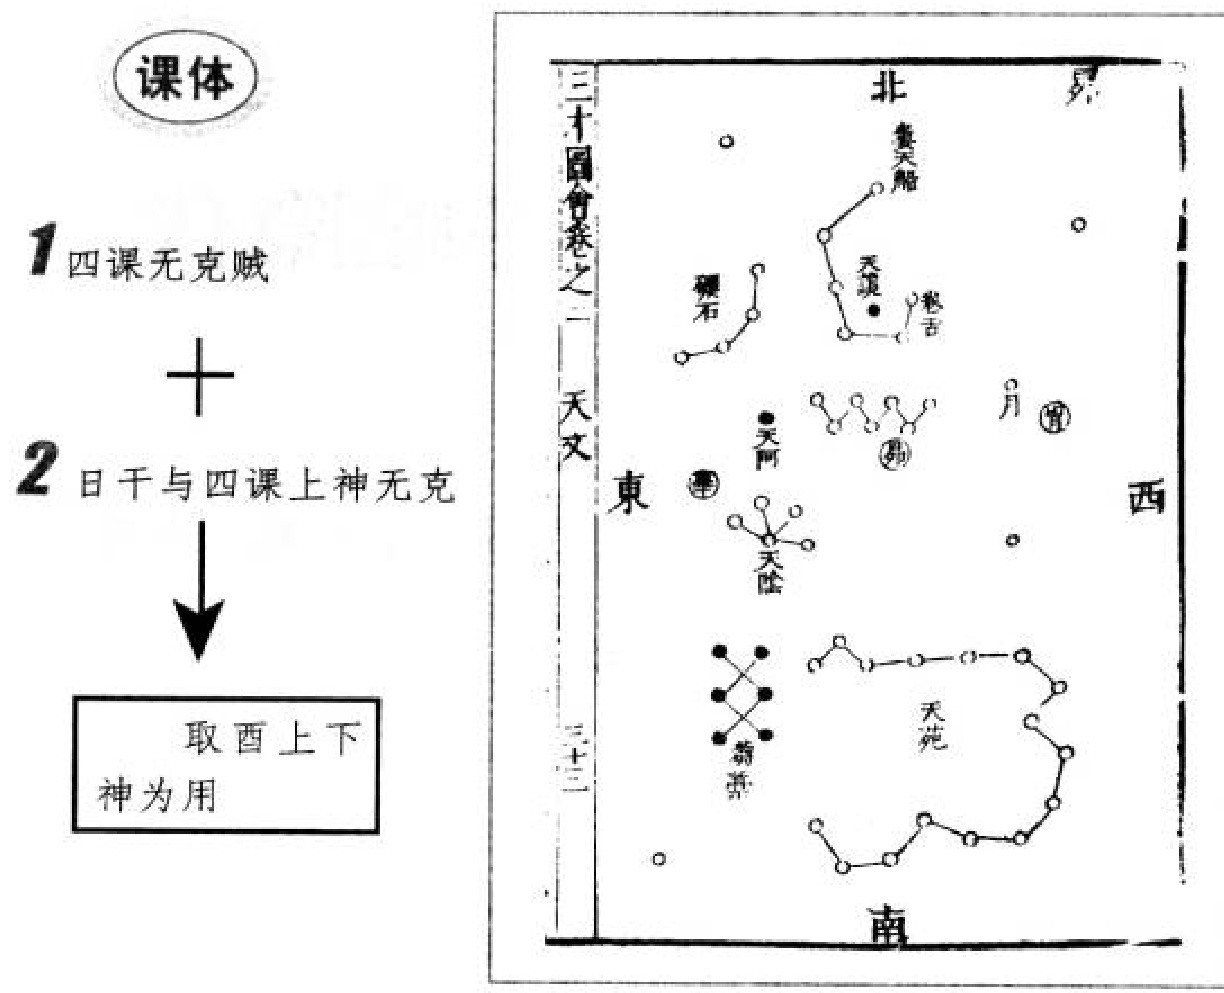 课体
1四课无克贼
+
2日干与四课上神无克
取酉上下
神为用
三才圖會卷之二
天文
三十三
北
昴
天船
天讒
卷舌
礪石
月
胃
天阿
昴
畢
東
西
天陰
天苑
芻藁
南